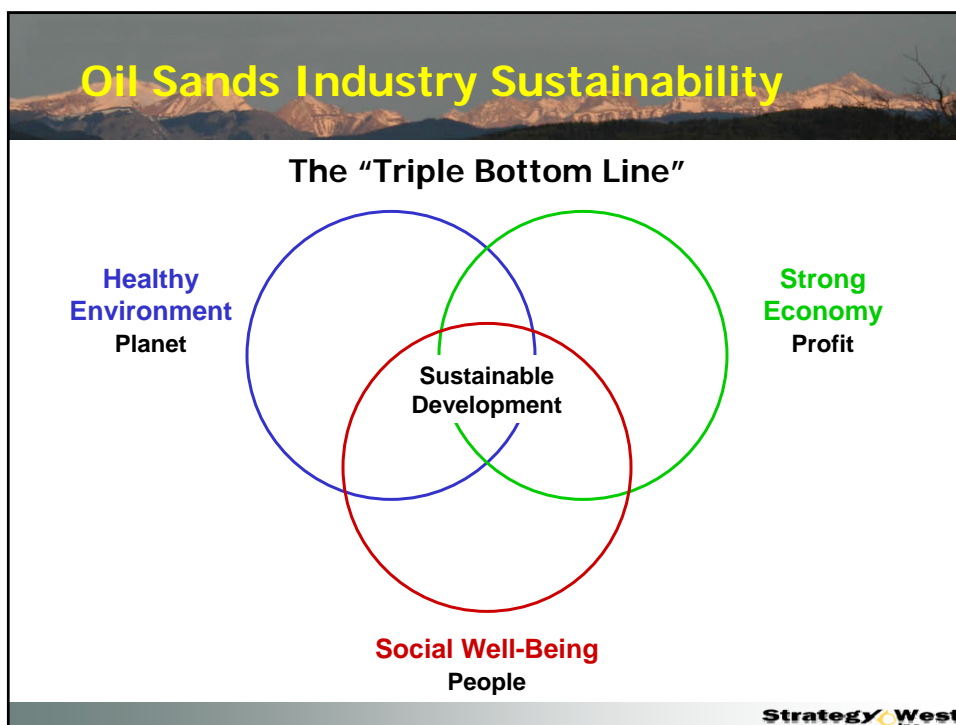 Oil Sands Industry Sustainability
The “Triple Bottom Line”
Healthy
Environment
Planet
Strong
Economy
Profit
Sustainable
Development
Social Well-Being
People
Strategy West